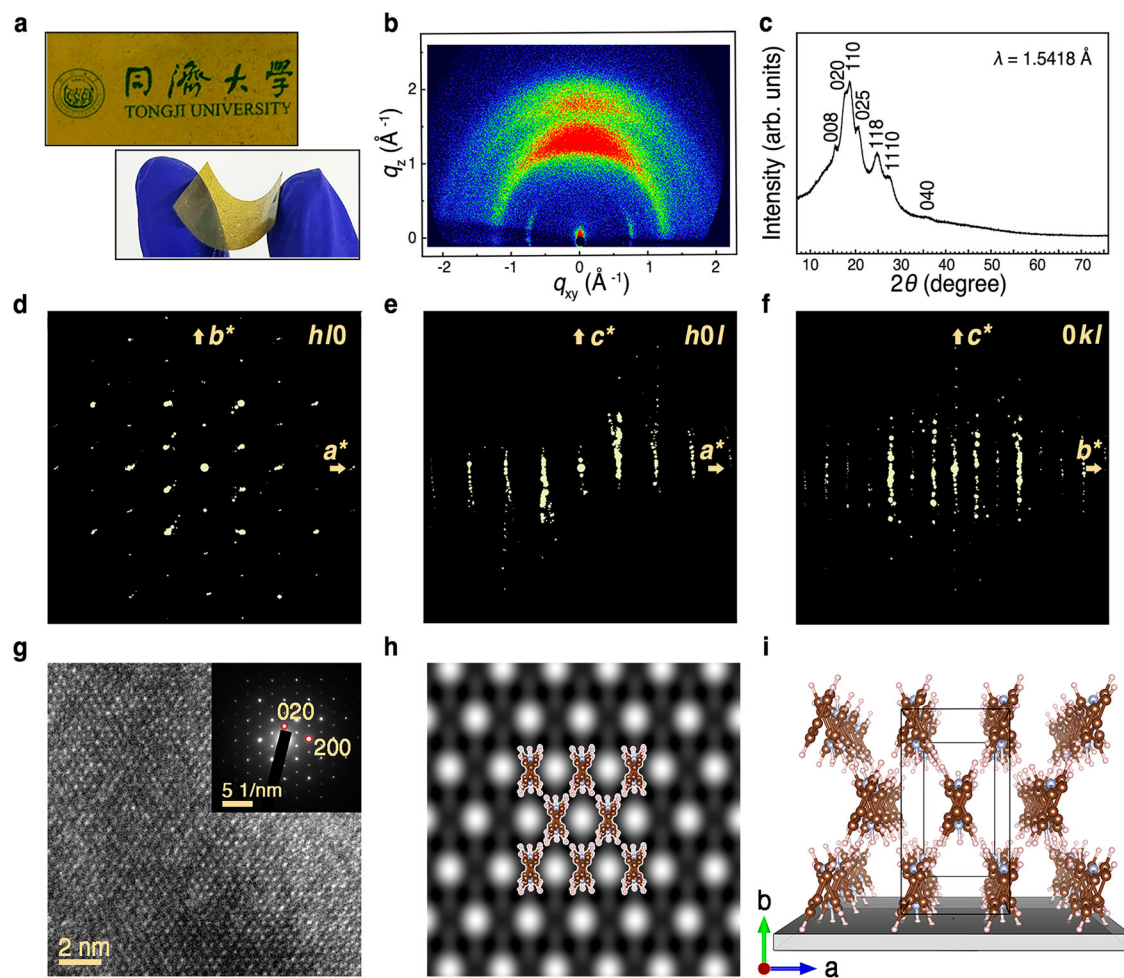 a
同濟大學
TONGJI UNIVERSITY
b
2
1
0
q_z (Å⁻¹)
-2
-1
0
1
2
q_xy (Å⁻¹)
c
λ = 1.5418 Å
008
020
110
025
118
1110
040
Intensity (arb. units)
10
20
30
40
50
60
70
2θ (degree)
d
b*
hl0
a*
e
c*
h0l
a*
f
c*
0kl
b*
g
020
200
5 1/nm
2 nm
h
i
b
a